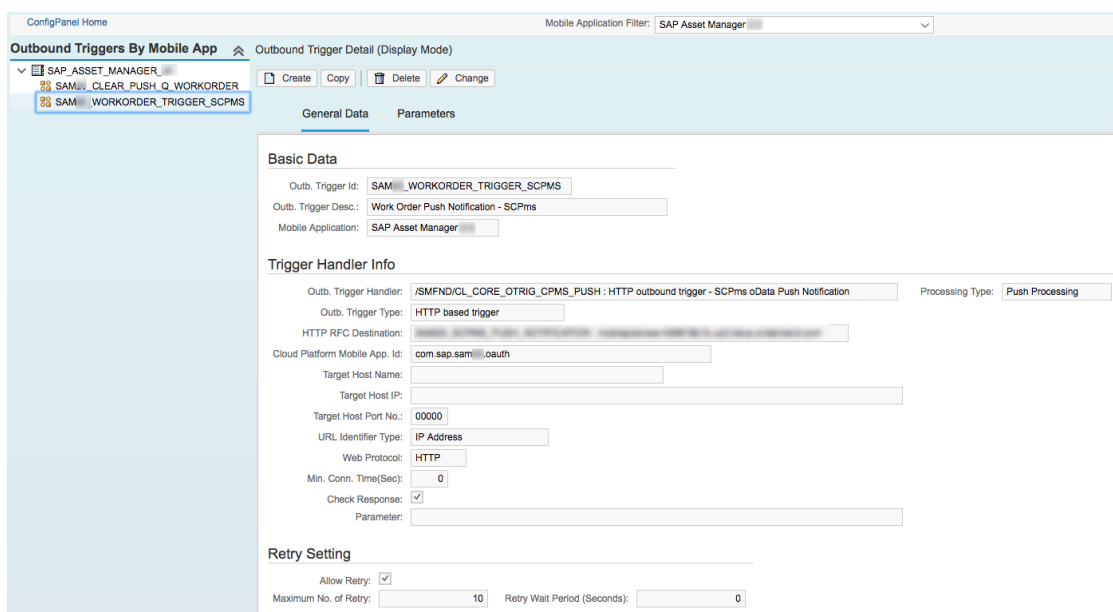 ConfigPanel Home
Mobile Application Filter: SAP Asset Manager
Outbound Triggers By Mobile App
Outbound Trigger Detail (Display Mode)
SAP_ASSET_MANAGER_
SAM _CLEAR_PUSH_Q_WORKORDER
SAM _WORKORDER_TRIGGER_SCPMS
Create Copy Delete Change
General Data Parameters
Basic Data
Outb. Trigger Id: SAM _WORKORDER_TRIGGER_SCPMS
Outb. Trigger Desc.: Work Order Push Notification - SCPms
Mobile Application: SAP Asset Manager
Trigger Handler Info
Outb. Trigger Handler: /SMFND/CL_CORE_OTRIG_CPMS_PUSH : HTTP outbound trigger - SCPms oData Push Notification Processing Type: Push Processing
Outb. Trigger Type: HTTP based trigger
HTTP RFC Destination:
Cloud Platform Mobile App. Id: com.sap.sam .oauth
Target Host Name:
Target Host IP:
Target Host Port No.: 00000
URL Identifier Type: IP Address
Web Protocol: HTTP
Min. Conn. Time(Sec): 0
Check Response:
Parameter:
Retry Setting
Allow Retry:
Maximum No. of Retry: 10 Retry Wait Period (Seconds): 0